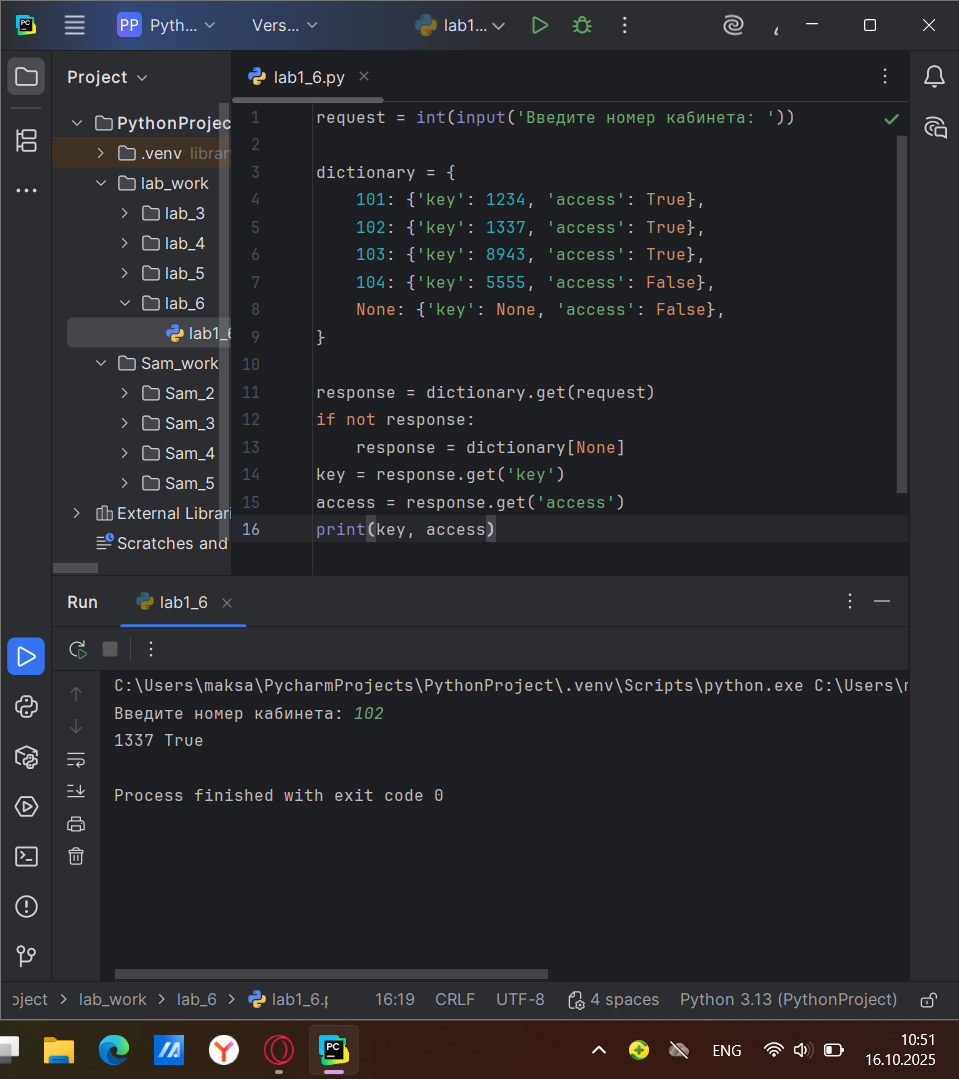 PP Pyth... Vers... lab1...
Project
lab1_6.py
PythonProjec
.venv librar
lab_work
lab_3
lab_4
lab_5
lab_6
lab1_6
Sam_work
Sam_2
Sam_3
Sam_4
Sam_5
External Librari
Scratches and
1 request = int(input('Введите номер кабинета: '))
2
3 dictionary = {
4 101: {'key': 1234, 'access': True},
5 102: {'key': 1337, 'access': True},
6 103: {'key': 8943, 'access': True},
7 104: {'key': 5555, 'access': False},
8 None: {'key': None, 'access': False},
9 }
10
11 response = dictionary.get(request)
12 if not response:
13 response = dictionary[None]
14 key = response.get('key')
15 access = response.get('access')
16 print(key, access)
Run lab1_6
C:\Users\maksa\PycharmProjects\PythonProject\.venv\Scripts\python.exe C:\Users\m
Введите номер кабинета: 102
1337 True
Process finished with exit code 0
oject > lab_work > lab_6 > lab1_6.p 16:19 CRLF UTF-8 4 spaces Python 3.13 (PythonProject)
PC ENG 10:51
16.10.2025